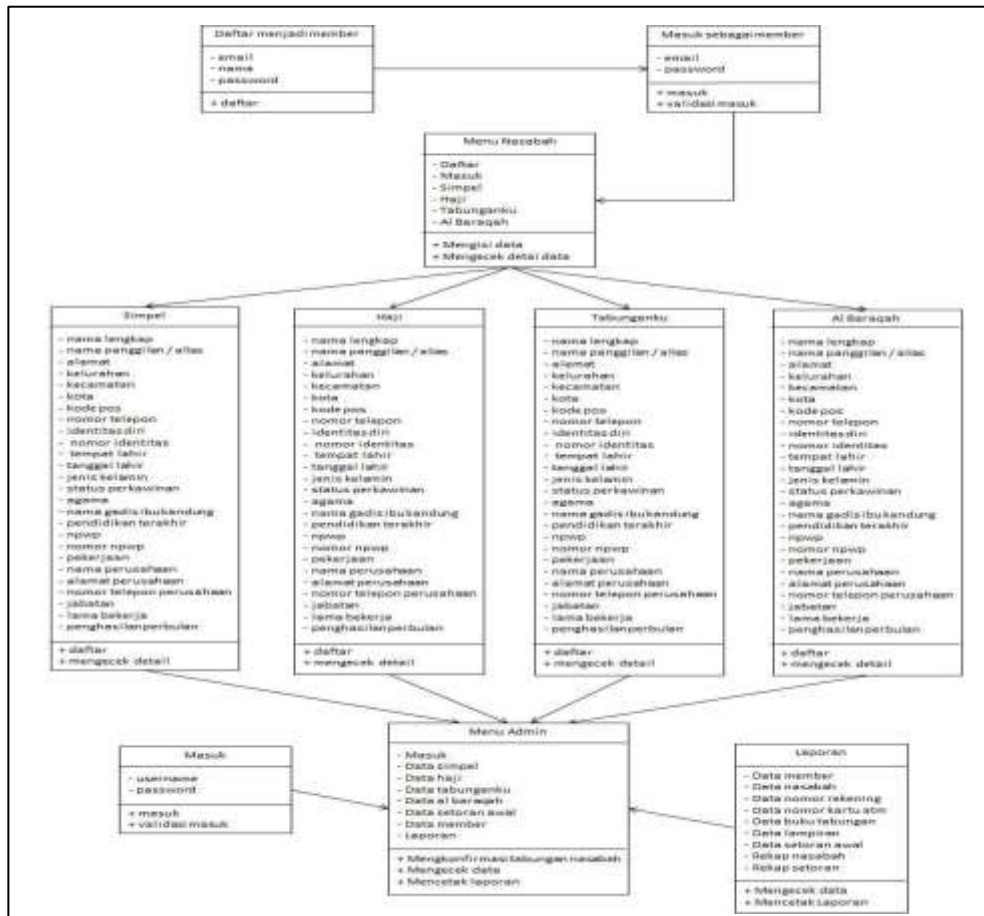 Daftar menjadi member
- email
- nama
- password
+ daftar
Masuk sebagai member
- email
- password
+ masuk
+ validasi masuk
Menu Nasabah
- Daftar
- Masuk
- Simpel
- Haji
- Tabunganku
- Al Baraqah
+ Mengisi data
+ Mengecek detai data
Simpel
- nama lengkap
- nama panggilan / alias
- alamat
- kelurahan
- kecamatan
- kota
- kode pos
- nomor telepon
- identitas diri
- nomor identitas
- tempat lahir
- tanggal lahir
- jenis kelamin
- status perkawinan
- agama
- nama gadis ibu kandung
- pendidikan terakhir
- npwp
- nomor npwp
- pekerjaan
- nama perusahaan
- alamat perusahaan
- nomor telepon perusahaan
- jabatan
- lama bekerja
- penghasilan perbulan
+ daftar
+ mengecek detail
Haji
- nama lengkap
- nama panggilan / alias
- alamat
- kelurahan
- kecamatan
- kota
- kode pos
- nomor telepon
- identitas diri
- nomor identitas
- tempat lahir
- tanggal lahir
- jenis kelamin
- status perkawinan
- agama
- nama gadis ibu kandung
- pendidikan terakhir
- npwp
- nomor npwp
- pekerjaan
- nama perusahaan
- alamat perusahaan
- nomor telepon perusahaan
- jabatan
- lama bekerja
- penghasilan perbulan
+ daftar
+ mengecek detail
Tabunganku
- nama lengkap
- nama panggilan / alias
- alamat
- kelurahan
- kecamatan
- kota
- kode pos
- nomor telepon
- identitas diri
- nomor identitas
- tempat lahir
- tanggal lahir
- jenis kelamin
- status perkawinan
- agama
- nama gadis ibu kandung
- pendidikan terakhir
- npwp
- nomor npwp
- pekerjaan
- nama perusahaan
- alamat perusahaan
- nomor telepon perusahaan
- jabatan
- lama bekerja
- penghasilan perbulan
+ daftar
+ mengecek detail
Al Baraqah
- nama lengkap
- nama panggilan / alias
- alamat
- kelurahan
- kecamatan
- kota
- kode pos
- nomor telepon
- identitas diri
- nomor identitas
- tempat lahir
- tanggal lahir
- jenis kelamin
- status perkawinan
- agama
- nama gadis ibu kandung
- pendidikan terakhir
- npwp
- nomor npwp
- pekerjaan
- nama perusahaan
- alamat perusahaan
- nomor telepon perusahaan
- jabatan
- lama bekerja
- penghasilan perbulan
+ daftar
+ mengecek detail
Masuk
- username
- password
+ masuk
+ validasi masuk
Menu Admin
- Masuk
- Data simpel
- Data haji
- Data tabunganku
- Data al baraqah
- Data setoran awal
- Data member
- Laporan
+ Mengkonfirmasi tabungan nasabah
+ Mengecek data
+ Mencetak laporan
Laporan
- Data member
- Data nasabah
- Data nomor rekening
- Data nomor kartu atm
- Data buku tabungan
- Data lampiran
- Data setoran awal
- Rekap nasabah
- Rekap setoran
+ Mengecek data
+ Mencetak Laporan